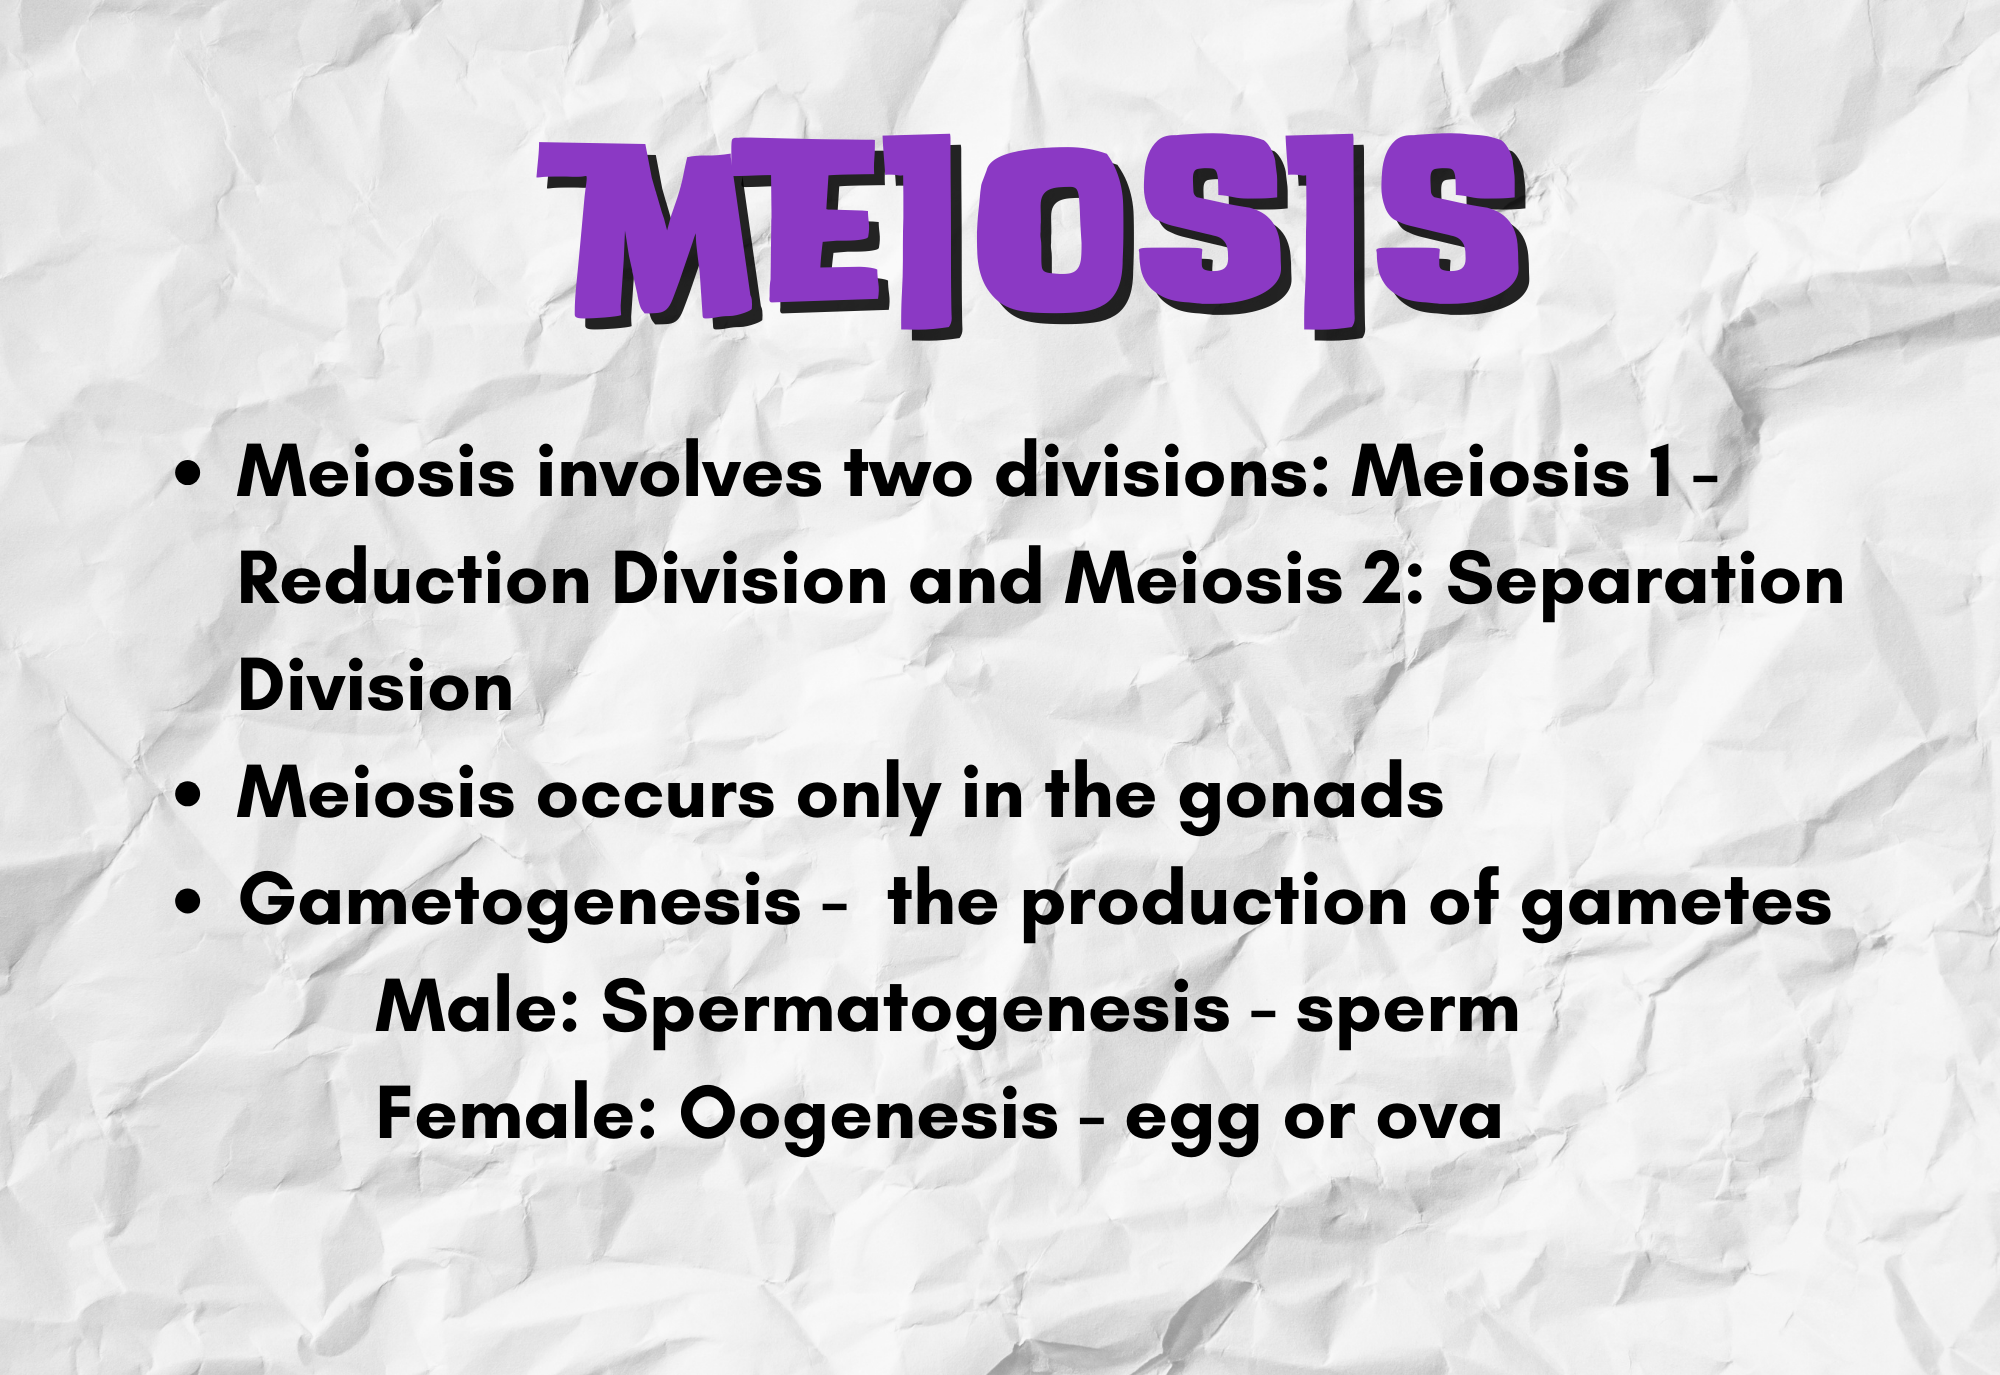 MEIOSIS
• Meiosis involves two divisions: Meiosis 1 -
Reduction Division and Meiosis 2: Separation
Division
• Meiosis occurs only in the gonads
• Gametogenesis -  the production of gametes
Male: Spermatogenesis - sperm
Female: Oogenesis - egg or ova